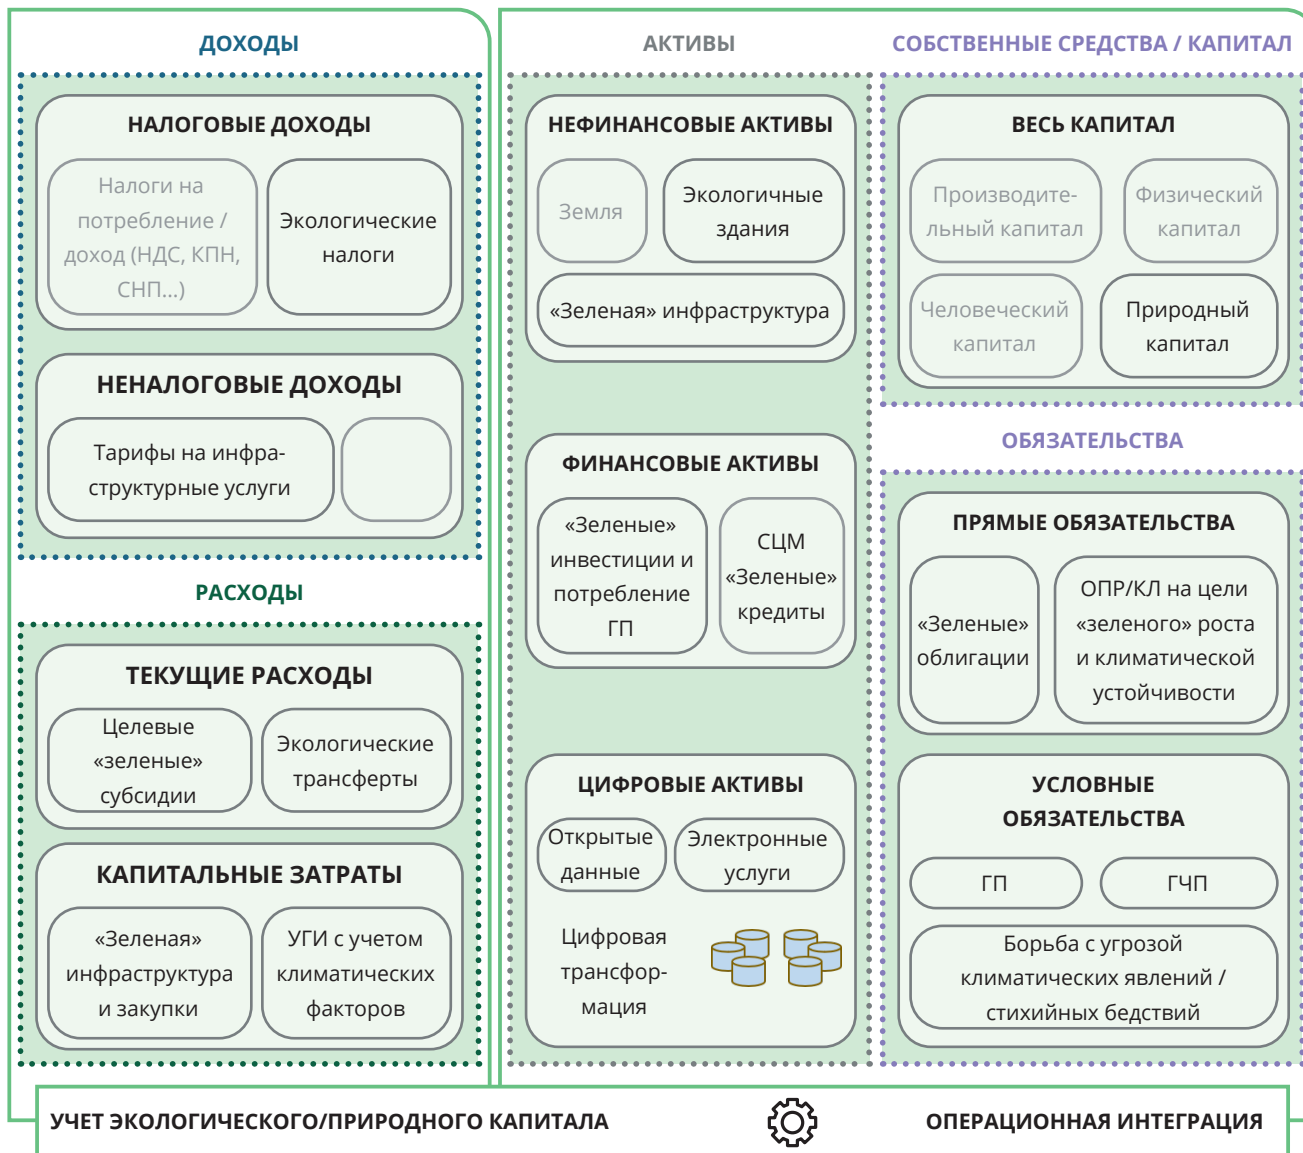 ДОХОДЫ
НАЛОГОВЫЕ ДОХОДЫ
Налоги на
потребление /
доход (НДС, КПН,
СНП...)
Экологические
налоги
НЕНАЛОГОВЫЕ ДОХОДЫ
Тарифы на инфра-
структурные услуги
РАСХОДЫ
ТЕКУЩИЕ РАСХОДЫ
Целевые
«зеленые»
субсидии
Экологические
трансферты
КАПИТАЛЬНЫЕ ЗАТРАТЫ
«Зеленая»
инфраструктура
и закупки
УГИ с учетом
климатических
факторов
АКТИВЫ
НЕФИНАНСОВЫЕ АКТИВЫ
Земля
Экологичные
здания
«Зеленая» инфраструктура
ФИНАНСОВЫЕ АКТИВЫ
«Зеленые»
инвестиции и
потребление
ГП
СЦМ
«Зеленые»
кредиты
ЦИФРОВЫЕ АКТИВЫ
Открытые
данные
Электронные
услуги
Цифровая
трансфор-
мация
СОБСТВЕННЫЕ СРЕДСТВА / КАПИТАЛ
ВЕСЬ КАПИТАЛ
Производите-
льный капитал
Физический
капитал
Человеческий
капитал
Природный
капитал
ОБЯЗАТЕЛЬСТВА
ПРЯМЫЕ ОБЯЗАТЕЛЬСТВА
«Зеленые»
облигации
ОПР/КЛ на цели
«зеленого» роста
и климатической
устойчивости
УСЛОВНЫЕ
ОБЯЗАТЕЛЬСТВА
ГП
ГЧП
Борьба с угрозой
климатических явлений /
стихийных бедствий
УЧЕТ ЭКОЛОГИЧЕСКОГО/ПРИРОДНОГО КАПИТАЛА
ОПЕРАЦИОННАЯ ИНТЕГРАЦИЯ